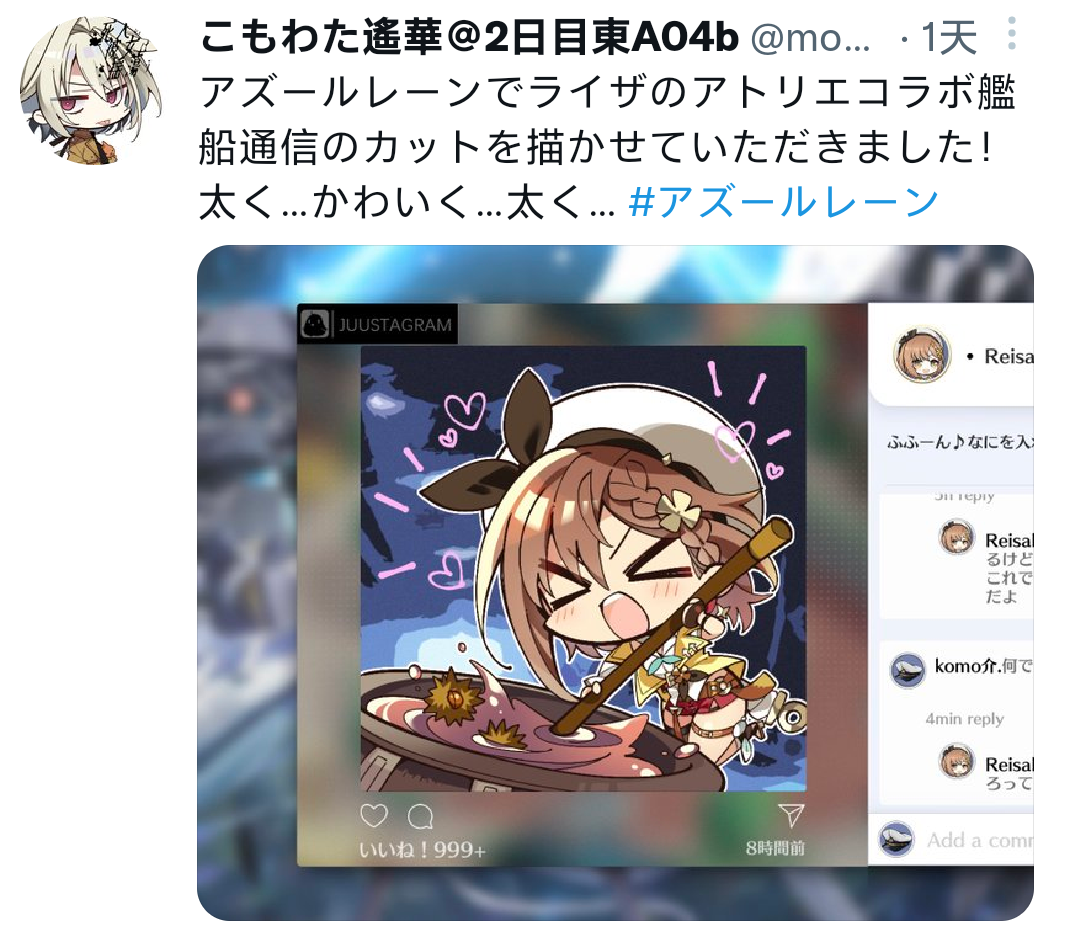 こもわた遙華@2日目東A04b @mo... · 1天
アズールレーンでライザのアトリエコラボ艦
船通信のカットを描かせていただきました!
太く...かわいく...太く... #アズールレーン
JUUSTAGRAM
• Reisa
ふふーん♪なにを入
5h reply
Reisal
るけど
これで
だよ
komo介.何で
4min reply
Reisal
ろって
Add a comm
いいね!999+
8時間前